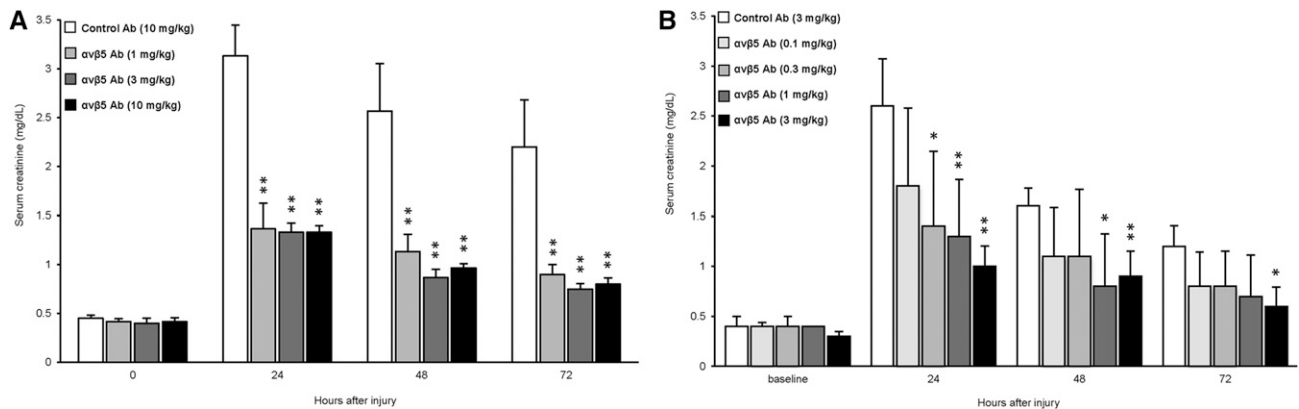 A
Control Ab (10 mg/kg)
αvβ5 Ab (1 mg/kg)
αvβ5 Ab (3 mg/kg)
αvβ5 Ab (10 mg/kg)
Serum creatinine (mg/dL)
3.5
3
2.5
2
1.5
1
0.5
0
** ** **
** ** **
** ** **
0 24 48 72
Hours after injury
B
Control Ab (3 mg/kg)
αvβ5 Ab (0.1 mg/kg)
αvβ5 Ab (0.3 mg/kg)
αvβ5 Ab (1 mg/kg)
αvβ5 Ab (3 mg/kg)
Serum creatinine (mg/dL)
3.5
3
2.5
2
1.5
1
0.5
0
* ** **
* **
*
baseline 24 48 72
Hours after injury